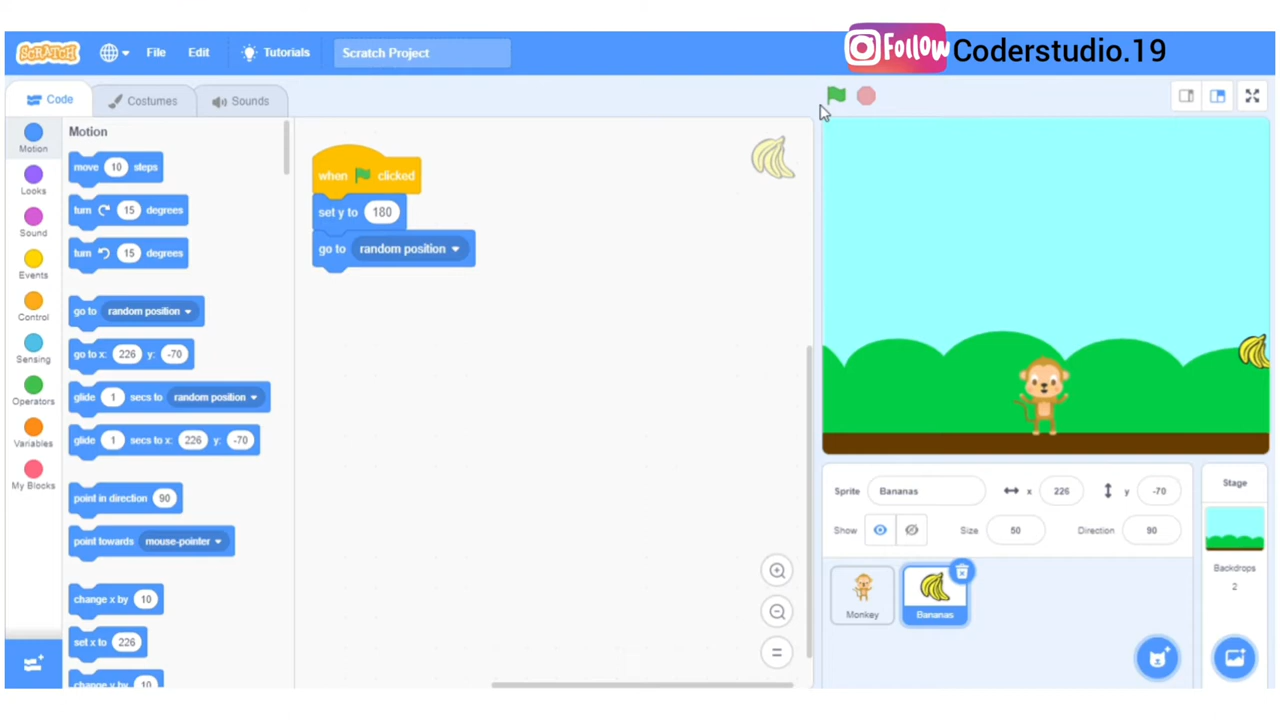 Follow Coderstudio.19
SCRATCH File Edit Tutorials Scratch Project
Code Costumes Sounds
Motion
Looks
Sound
Events
Control
Sensing
Operators
Variables
My Blocks
Motion
move 10 steps
turn 15 degrees
turn 15 degrees
go to random position
go to x: 226 y: -70
glide 1 secs to random position
glide 1 secs to x: 226 y: -70
point in direction 90
point towards mouse-pointer
change x by 10
set x to 226
change y by 10
when clicked
set y to 180
go to random position
Sprite Bananas x 226 y -70
Show Size 50 Direction 90
Monkey
Bananas
Stage
Backdrops
2